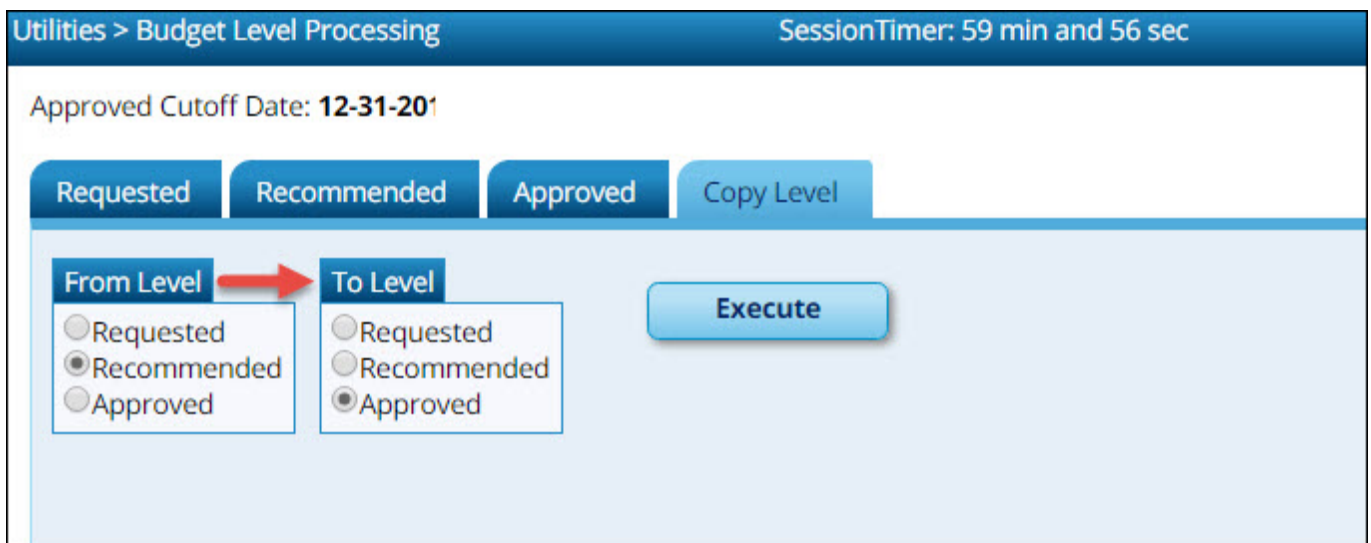 Utilities > Budget Level Processing SessionTimer: 59 min and 56 sec
Approved Cutoff Date: 12-31-201
Requested Recommended Approved Copy Level
From Level To Level
Execute
Requested Requested
Recommended Recommended
Approved Approved